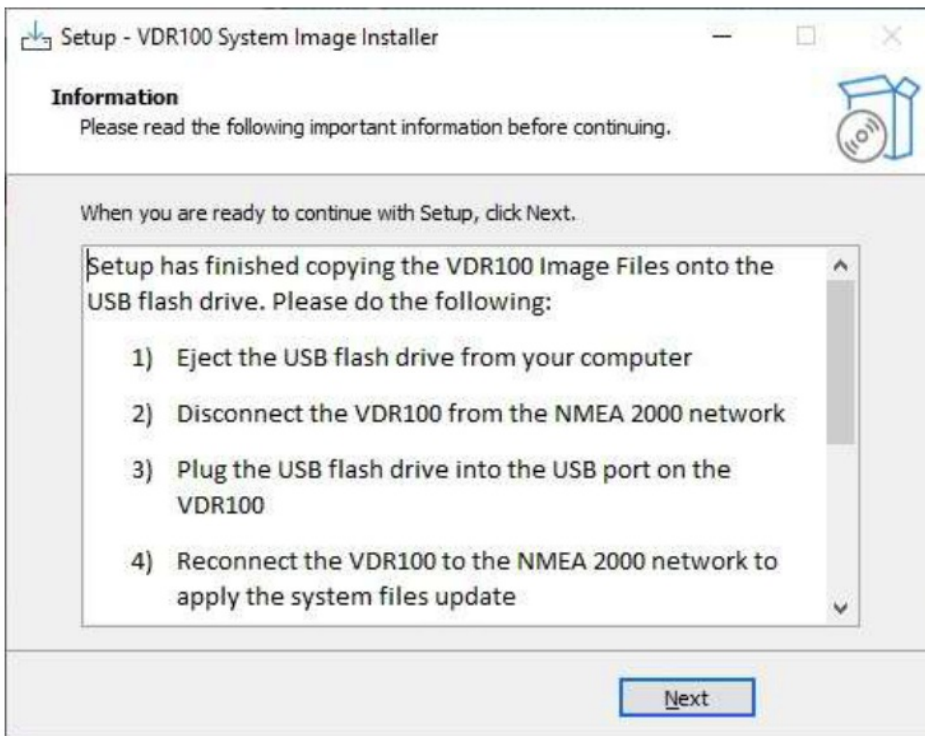 Setup - VDR100 System Image Installer
Information
Please read the following important information before continuing.
When you are ready to continue with Setup, click Next.
Setup has finished copying the VDR100 Image Files onto the
USB flash drive. Please do the following:
1) Eject the USB flash drive from your computer
2) Disconnect the VDR100 from the NMEA 2000 network
3) Plug the USB flash drive into the USB port on the
VDR100
4) Reconnect the VDR100 to the NMEA 2000 network to
apply the system files update
Next